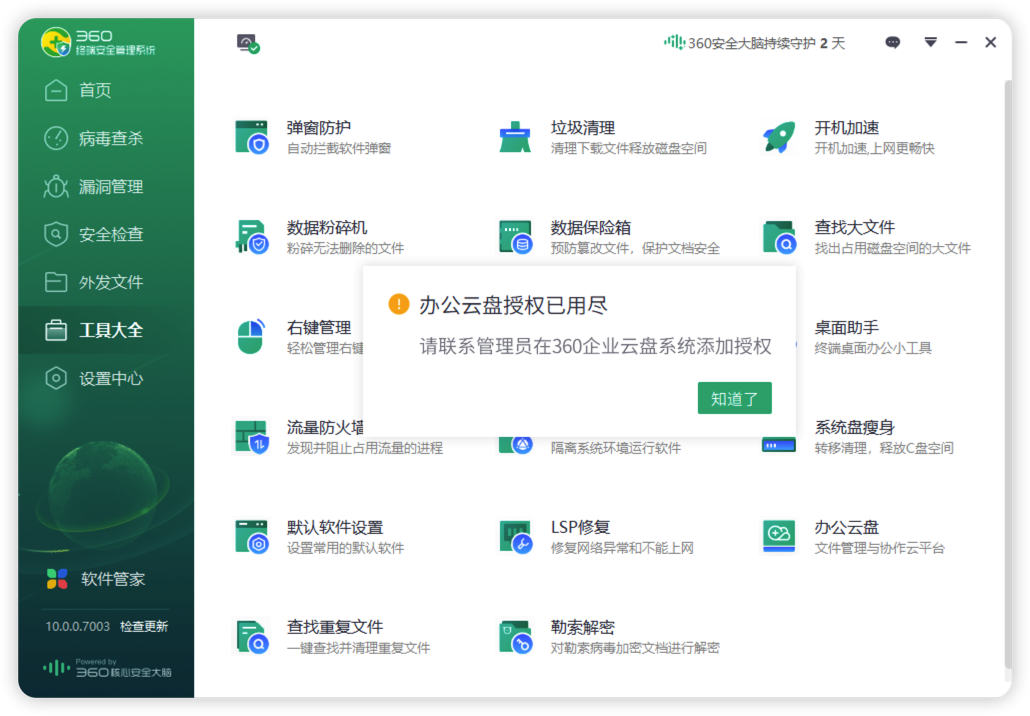 360
终端安全管理系统
360安全大脑持续守护 2 天
首页
病毒查杀
漏洞管理
安全检查
外发文件
工具大全
设置中心
软件管家
10.0.0.7003 检查更新
Powered by
360核心安全大脑
弹窗防护
自动拦截软件弹窗
垃圾清理
清理下载文件释放磁盘空间
开机加速
开机加速,上网更畅快
数据粉碎机
粉碎无法删除的文件
数据保险箱
预防篡改文件，保护文档安全
查找大文件
找出占用磁盘空间的大文件
右键管理
轻松管理右键
桌面助手
终端桌面办公小工具
办公云盘授权已用尽
请联系管理员在360企业云盘系统添加授权
知道了
流量防火墙
发现并阻止占用流量的进程
隔离系统环境运行软件
系统盘瘦身
转移清理，释放C盘空间
默认软件设置
设置常用的默认软件
LSP修复
修复网络异常和不能上网
办公云盘
文件管理与协作云平台
查找重复文件
一键查找并清理重复文件
勒索解密
对勒索病毒加密文档进行解密